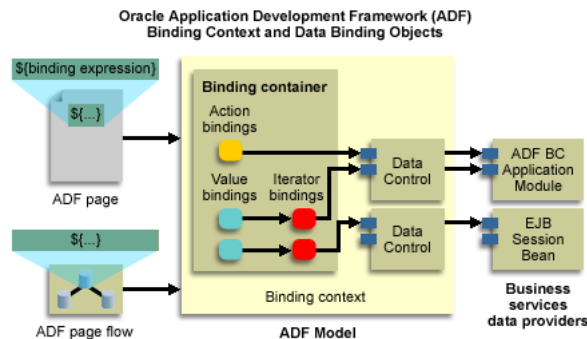 Oracle Application Development Framework (ADF)
Binding Context and Data Binding Objects
${binding expression}
${...}
ADF page
${...}
ADF page flow
Binding container
Action
bindings
Value
bindings
Iterator
bindings
Data
Control
Data
Control
Binding context
ADF Model
ADF BC
Application
Module
EJB
Session
Bean
Business
services
data providers